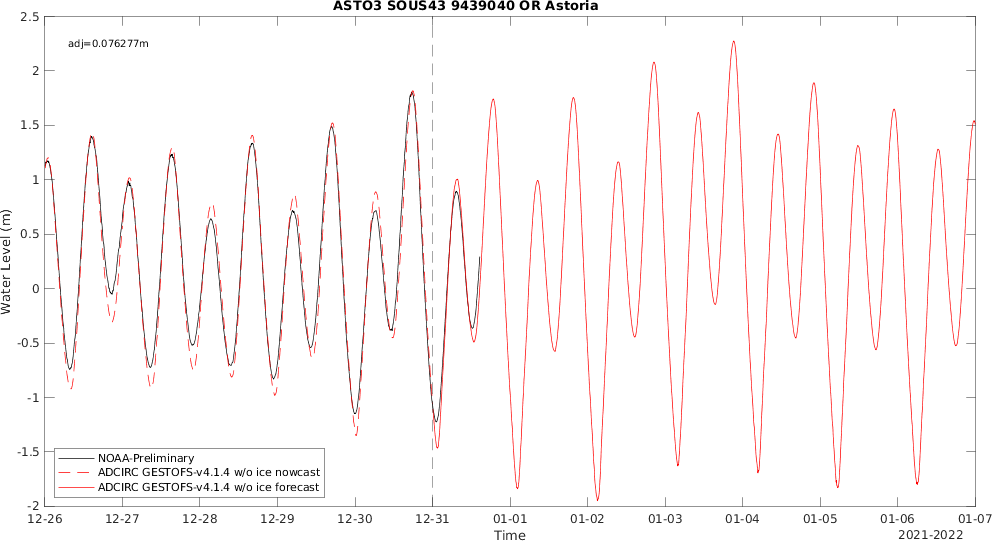 ASTO3 SOUS43 9439040 OR Astoria
adj=0.076277m
Water Level (m)
2.5
2
1.5
1
0.5
0
-0.5
-1
-1.5
-2
NOAA-Preliminary
ADCIRC GESTOFS-v4.1.4 w/o ice nowcast
ADCIRC GESTOFS-v4.1.4 w/o ice forecast
12-26 12-27 12-28 12-29 12-30 12-31 01-01 01-02 01-03 01-04 01-05 01-06 01-07
Time
2021-2022